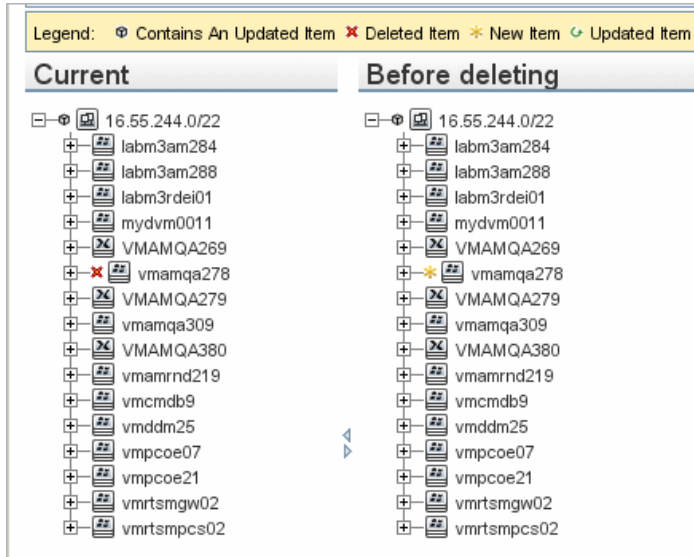 Legend: Contains An Updated Item Deleted Item New Item Updated Item
Current
16.55.244.0/22
labm3am284
labm3am288
labm3rdei01
mydvm0011
VMAMQA269
vmamqa278
VMAMQA279
vmamqa309
VMAMQA380
vmamrnd219
vmcmdb9
vmddm25
vmpcoe07
vmpcoe21
vmrtsmgw02
vmrtsmpcs02
Before deleting
16.55.244.0/22
labm3am284
labm3am288
labm3rdei01
mydvm0011
VMAMQA269
vmamqa278
VMAMQA279
vmamqa309
VMAMQA380
vmamrnd219
vmcmdb9
vmddm25
vmpcoe07
vmpcoe21
vmrtsmgw02
vmrtsmpcs02